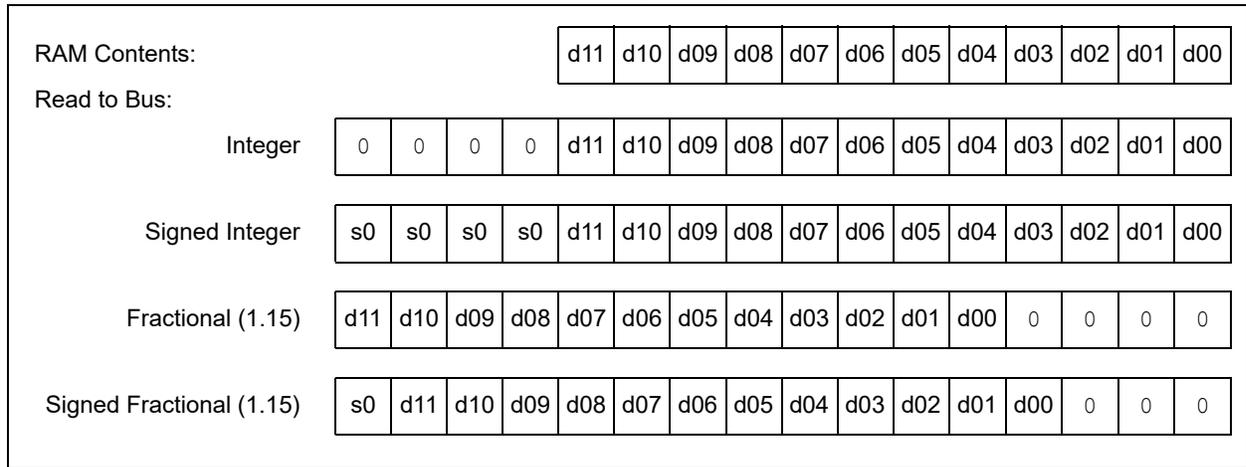 RAM Contents: d11 d10 d09 d08 d07 d06 d05 d04 d03 d02 d01 d00
Read to Bus:
Integer 0 0 0 0 d11 d10 d09 d08 d07 d06 d05 d04 d03 d02 d01 d00
Signed Integer s0 s0 s0 s0 d11 d10 d09 d08 d07 d06 d05 d04 d03 d02 d01 d00
Fractional (1.15) d11 d10 d09 d08 d07 d06 d05 d04 d03 d02 d01 d00 0 0 0 0
Signed Fractional (1.15) s0 d11 d10 d09 d08 d07 d06 d05 d04 d03 d02 d01 d00 0 0 0